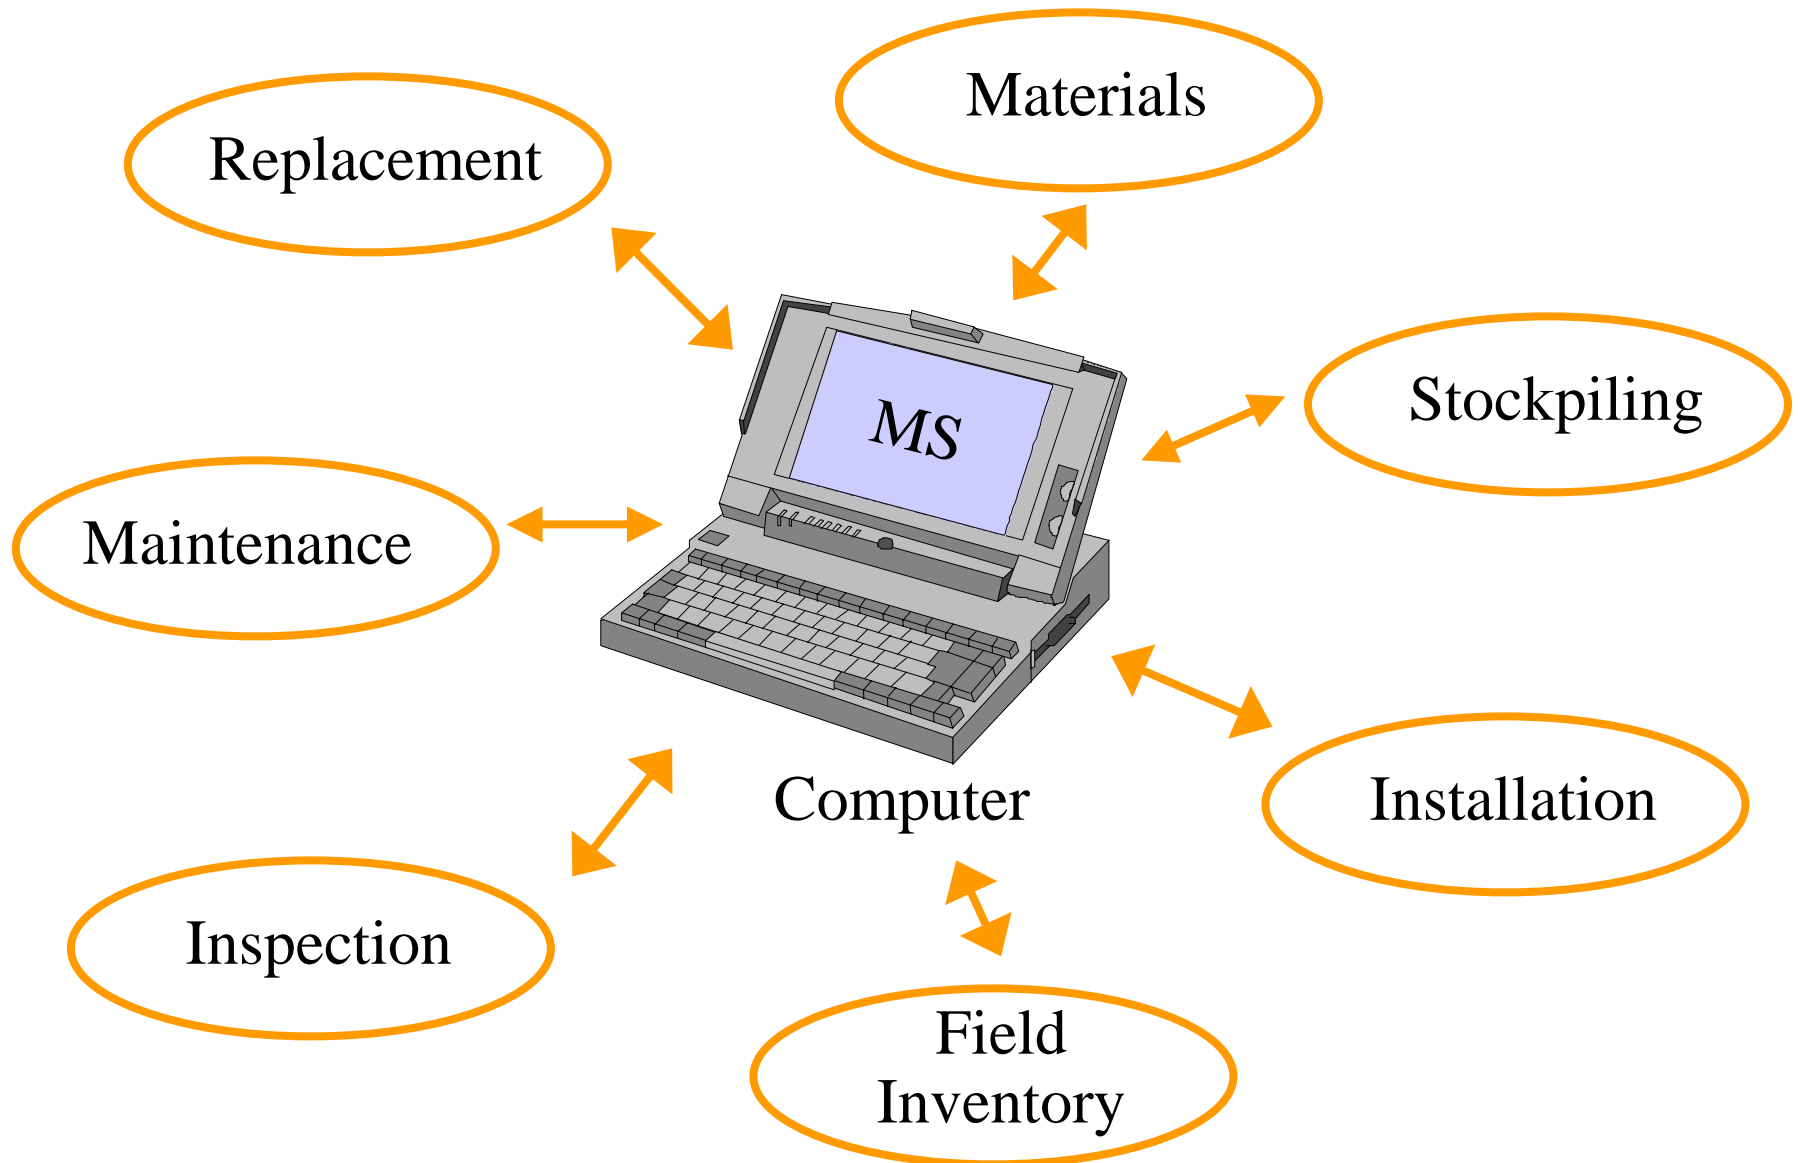 Materials
Replacement
Stockpiling
MS
Maintenance
Computer
Installation
Inspection
Field
Inventory